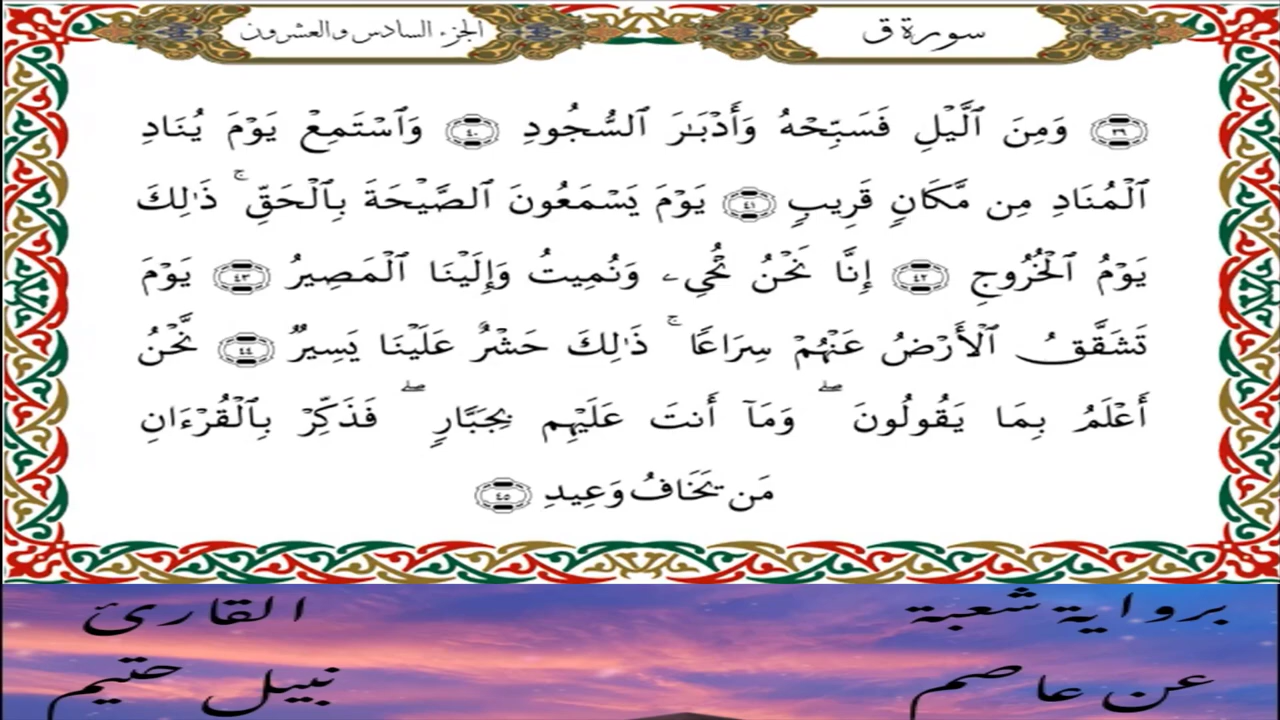 سورة ق
الجزء السادس والعشرون
٣٩ وَمِنَ ٱلَّيْلِ فَسَبِّحْهُ وَأَدْبَـٰرَ ٱلسُّجُودِ ٤٠ وَٱسْتَمِعْ يَوْمَ يُنَادِ
ٱلْمُنَادِ مِن مَّكَانٍ قَرِيبٍ ٤١ يَوْمَ يَسْمَعُونَ ٱلصَّيْحَةَ بِٱلْحَقِّ ۚ ذَٰلِكَ
يَوْمُ ٱلْخُرُوجِ ٤٢ إِنَّا نَحْنُ نُحْىِۦ وَنُمِيتُ وَإِلَيْنَا ٱلْمَصِيرُ ٤٣ يَوْمَ
تَشَقَّقُ ٱلْأَرْضُ عَنْهُمْ سِرَاعًا ۚ ذَٰلِكَ حَشْرٌ عَلَيْنَا يَسِيرٌ ٤٤ نَّحْنُ
أَعْلَمُ بِمَا يَقُولُونَ ۖ وَمَآ أَنتَ عَلَيْهِم بِجَبَّارٍ ۖ فَذَكِّرْ بِٱلْقُرْءَانِ
مَن يَخَافُ وَعِيدِ ٤٥
برواية شعبة
عن عاصم
القارئ
نبيل حتيم